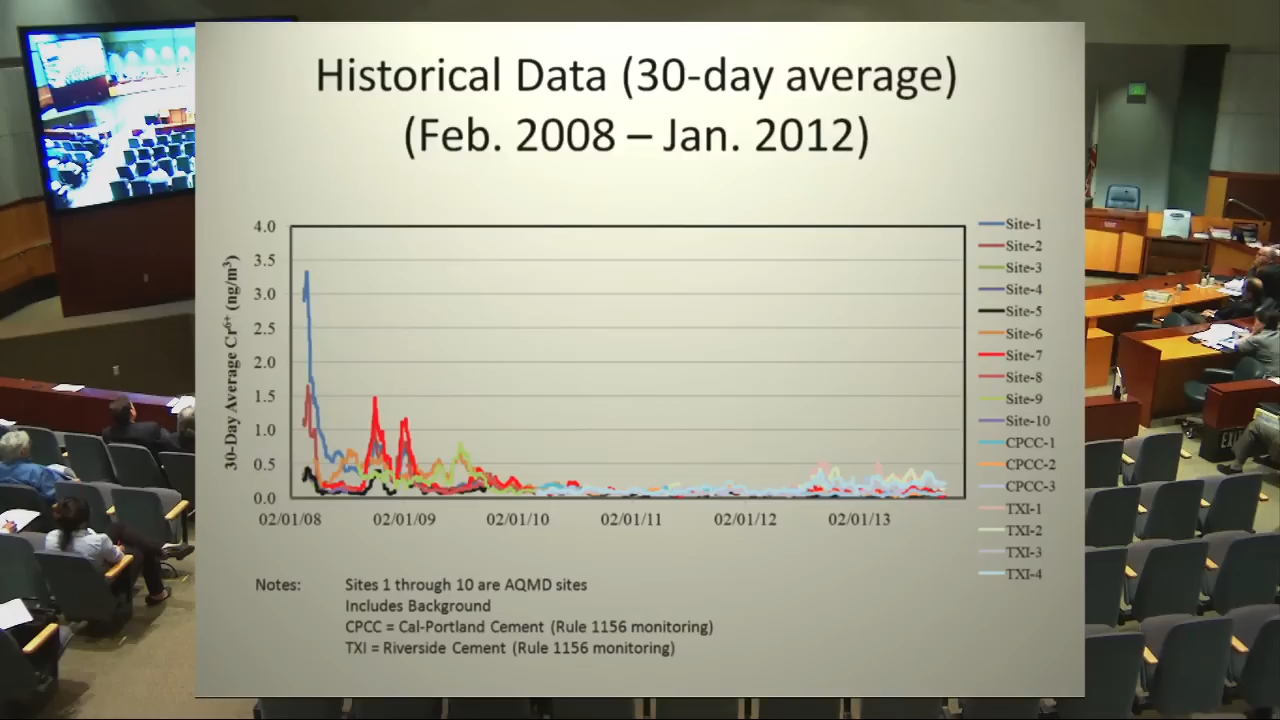 Historical Data (30-day average)
(Feb. 2008 – Jan. 2012)
30-Day Average Cr6+ (ng/m3)
4.0
3.5
3.0
2.5
2.0
1.5
1.0
0.5
0.0
02/01/08
02/01/09
02/01/10
02/01/11
02/01/12
02/01/13
Site-1
Site-2
Site-3
Site-4
Site-5
Site-6
Site-7
Site-8
Site-9
Site-10
CPCC-1
CPCC-2
CPCC-3
TXI-1
TXI-2
TXI-3
TXI-4
Notes: Sites 1 through 10 are AQMD sites
Includes Background
CPCC = Cal-Portland Cement (Rule 1156 monitoring)
TXI = Riverside Cement (Rule 1156 monitoring)